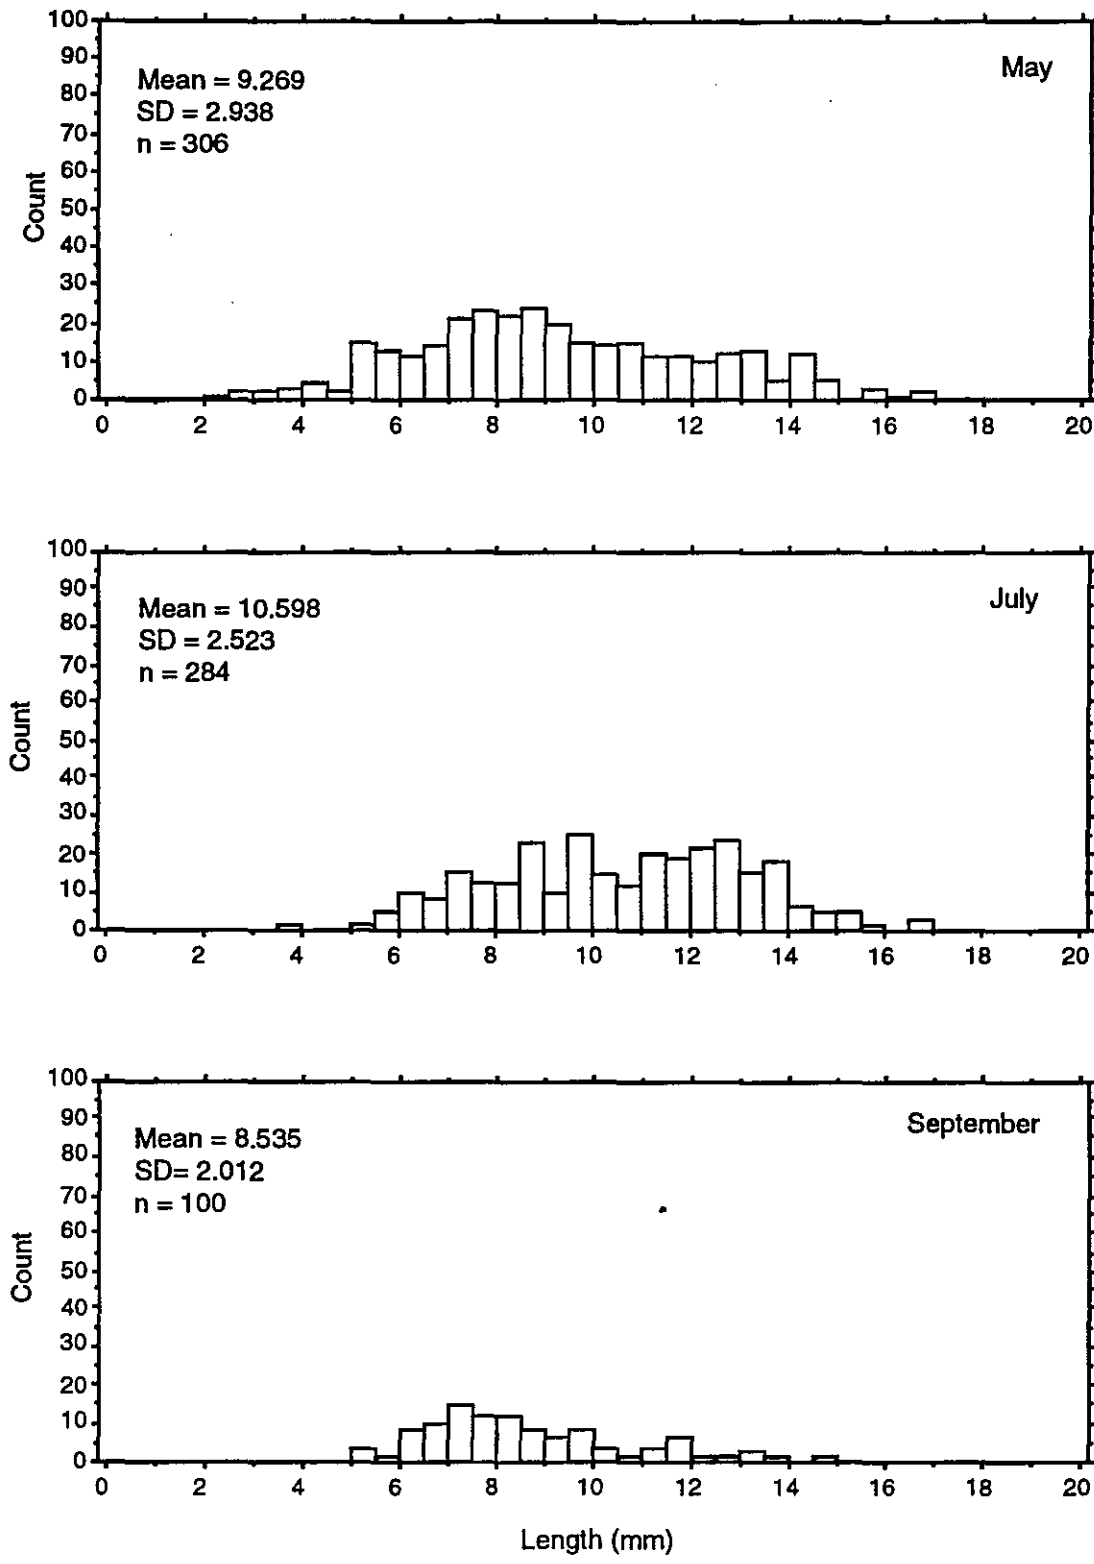 May
Mean = 9.269
SD = 2.938
n = 306
Count
100
90
80
70
60
50
40
30
20
10
0
0 2 4 6 8 10 12 14 16 18 20
July
Mean = 10.598
SD = 2.523
n = 284
Count
100
90
80
70
60
50
40
30
20
10
0
0 2 4 6 8 10 12 14 16 18 20
September
Mean = 8.535
SD= 2.012
n = 100
Count
100
90
80
70
60
50
40
30
20
10
0
0 2 4 6 8 10 12 14 16 18 20
Length (mm)